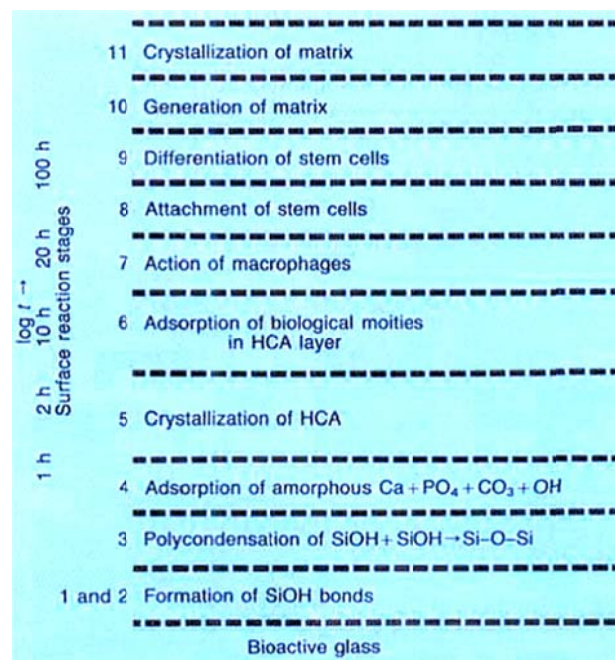 11 Crystallization of matrix
10 Generation of matrix
9 Differentiation of stem cells
8 Attachment of stem cells
7 Action of macrophages
6 Adsorption of biological moities
in HCA layer
5 Crystallization of HCA
4 Adsorption of amorphous Ca + PO₄ + CO₃ + OH
3 Polycondensation of SiOH + SiOH → Si–O–Si
1 and 2 Formation of SiOH bonds
Bioactive glass
log t →
1 h 2 h 10 h 20 h 100 h
Surface reaction stages